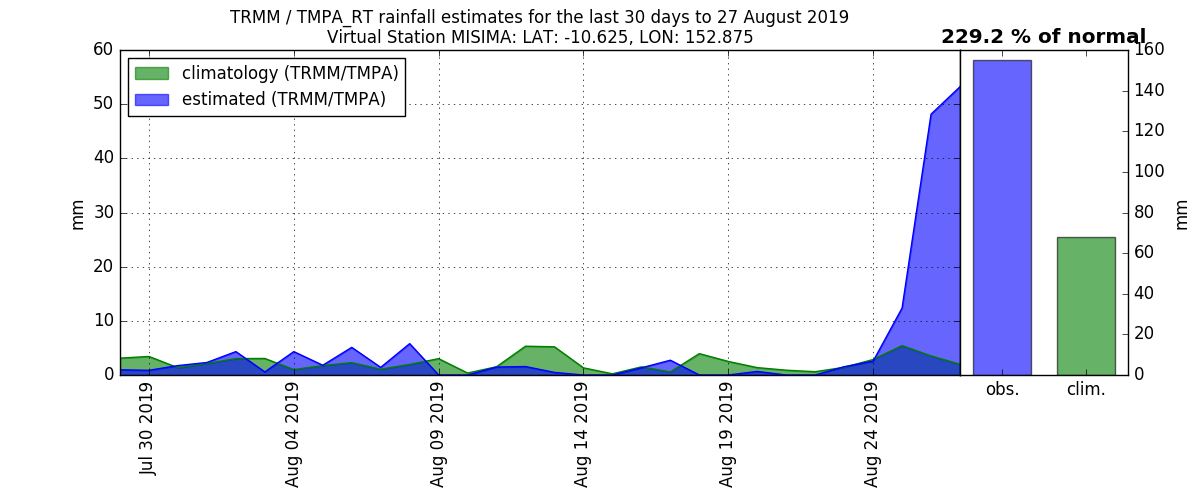 TRMM / TMPA_RT rainfall estimates for the last 30 days to 27 August 2019
Virtual Station MISIMA: LAT: -10.625, LON: 152.875
229.2 % of normal
climatology (TRMM/TMPA)
estimated (TRMM/TMPA)
60
50
40
30
20
10
0
mm
Jul 30 2019
Aug 04 2019
Aug 09 2019
Aug 14 2019
Aug 19 2019
Aug 24 2019
160
140
120
100
80
60
40
20
0
mm
obs.
clim.